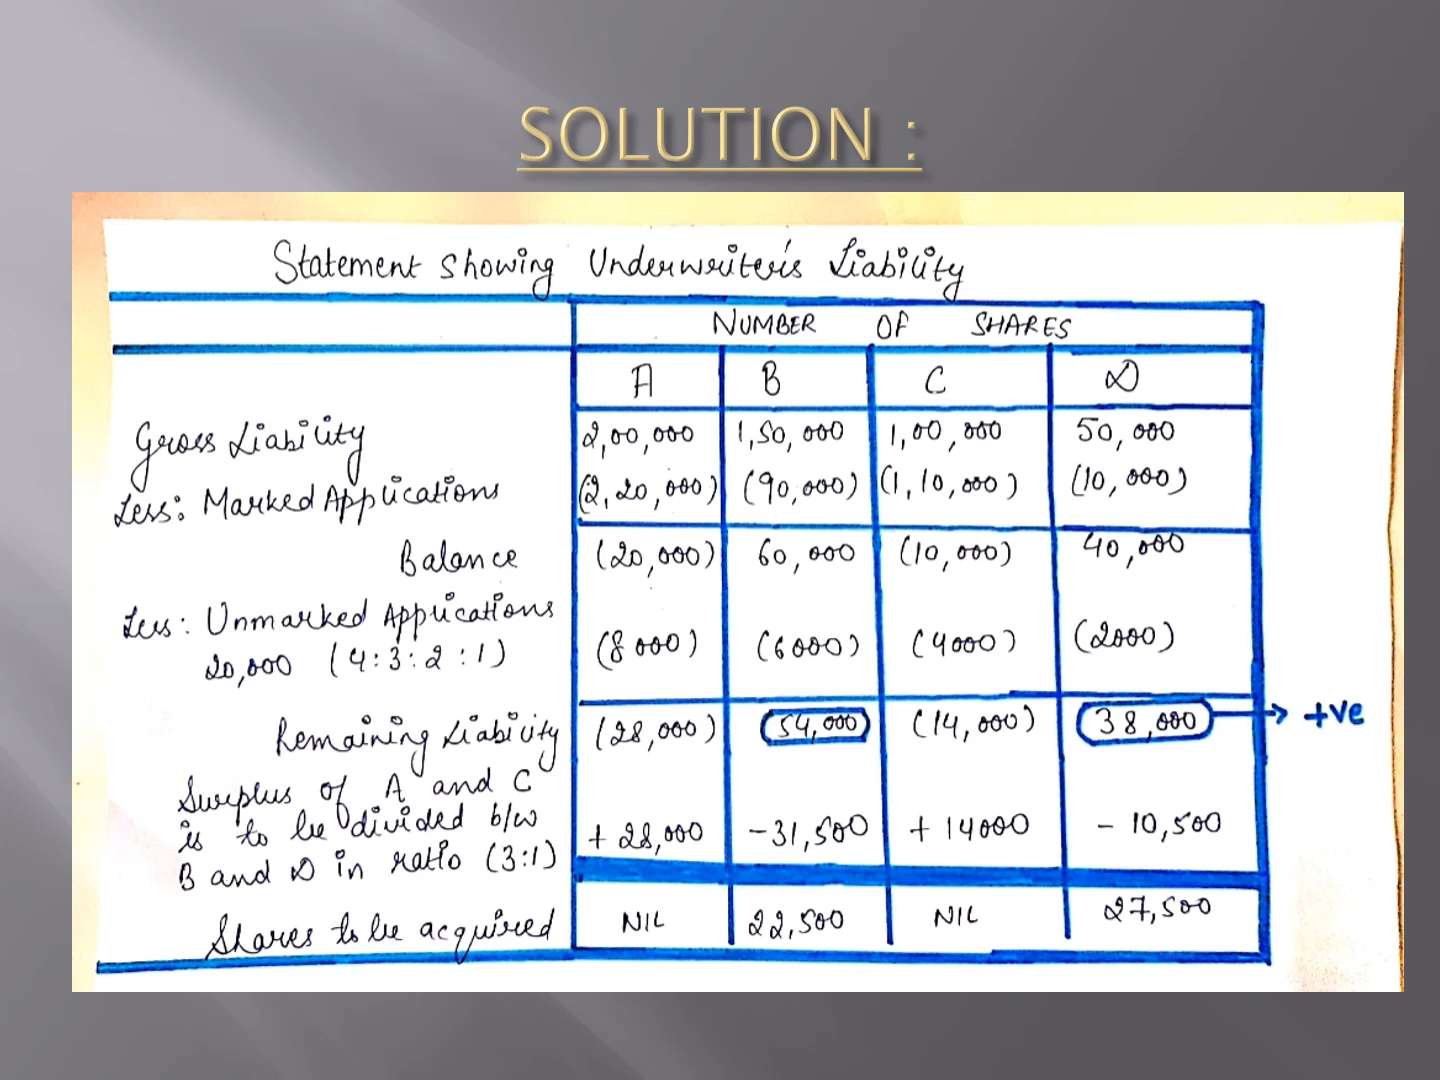 SOLUTION :
Statement Showing Underwriter's Liability
NUMBER OF SHARES
A B C D
Gross Liability 2,00,000 1,50,000 1,00,000 50,000
Less: Marked Applications (2,20,000) (90,000) (1,10,000) (10,000)
Balance (20,000) 60,000 (10,000) 40,000
Less: Unmarked Applications
20,000 (4:3:2:1) (8000) (6000) (4000) (2000)
Remaining Liability (28,000) 54,000 (14,000) 38,000 → +ve
Surplus of A and C
is to be divided b/w + 28,000 -31,500 + 14000 - 10,500
B and D in ratio (3:1)
Shares to be acquired NIL 22,500 NIL 27,500